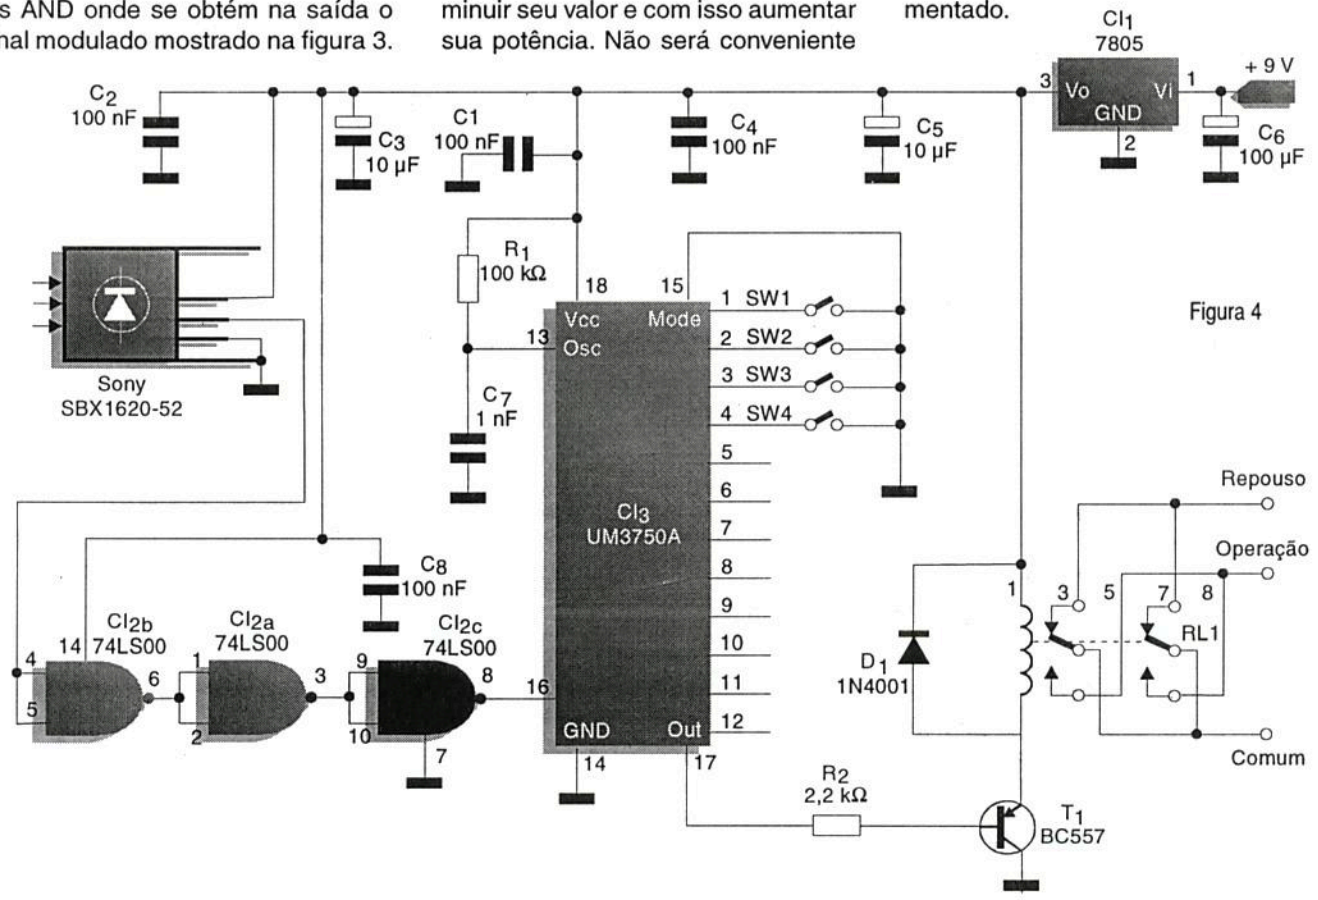 s AND onde se obtém na saída o
nal modulado mostrado na figura 3.
minuir seu valor e com isso aumentar
sua potência. Não será conveniente
mentado.
CI1
7805
+ 9 V
3 Vo Vi 1
GND
2
C2
100 nF
C3
10 µF
C1
100 nF
C4
100 nF
C5
10 µF
C6
100 µF
R1
100 kΩ
18 15
Vcc Mode
13 Osc
1 SW1
2 SW2
3 SW3
4 SW4
5
6
7
8
9
10
11
12
Figura 4
Sony
SBX1620-52
C7
1 nF
CI3
UM3750A
Repouso
Operação
C8
100 nF
1 3 5 7 8
RL1
CI2b
14 74LS00
CI2a
74LS00
CI2c
74LS00
4 6 1 3 9 8 16
5 2 10
7
D1
1N4001
GND Out
14 17
Comum
R2
2,2 kΩ
T1
BC557